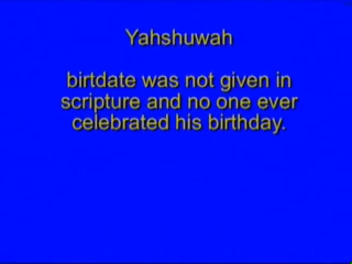 Yahshuwah
birtdate was not given in
scripture and no one ever
celebrated his birthday.